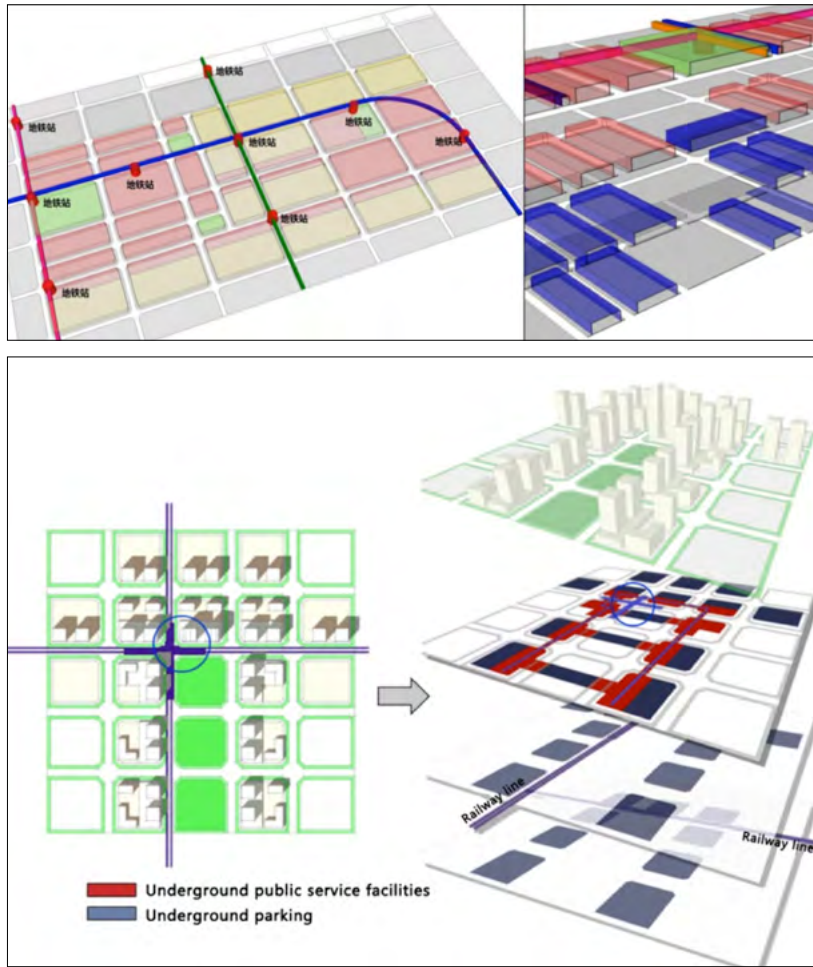 地铁站
地铁站
地铁站
地铁站
地铁站
地铁站
地铁站
地铁站
地铁站
Railway line
Railway line
Underground public service facilities
Underground parking